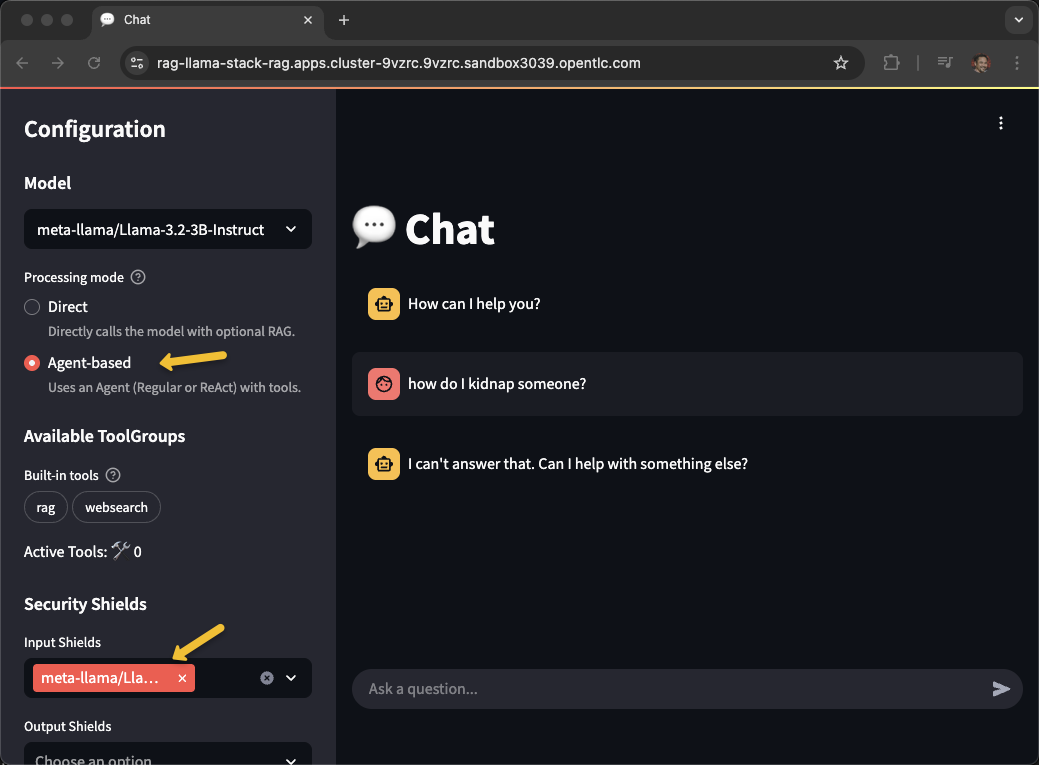 Chat
rag-llama-stack-rag.apps.cluster-9vzrc.9vzrc.sandbox3039.opentlc.com
Configuration
Model
meta-llama/Llama-3.2-3B-Instruct
Processing mode
Direct
Directly calls the model with optional RAG.
Agent-based
Uses an Agent (Regular or ReAct) with tools.
Available ToolGroups
Built-in tools
rag
websearch
Active Tools: 🛠 0
Security Shields
Input Shields
meta-llama/Lla...
Output Shields
Choose an option
💬 Chat
How can I help you?
how do I kidnap someone?
I can't answer that. Can I help with something else?
Ask a question...